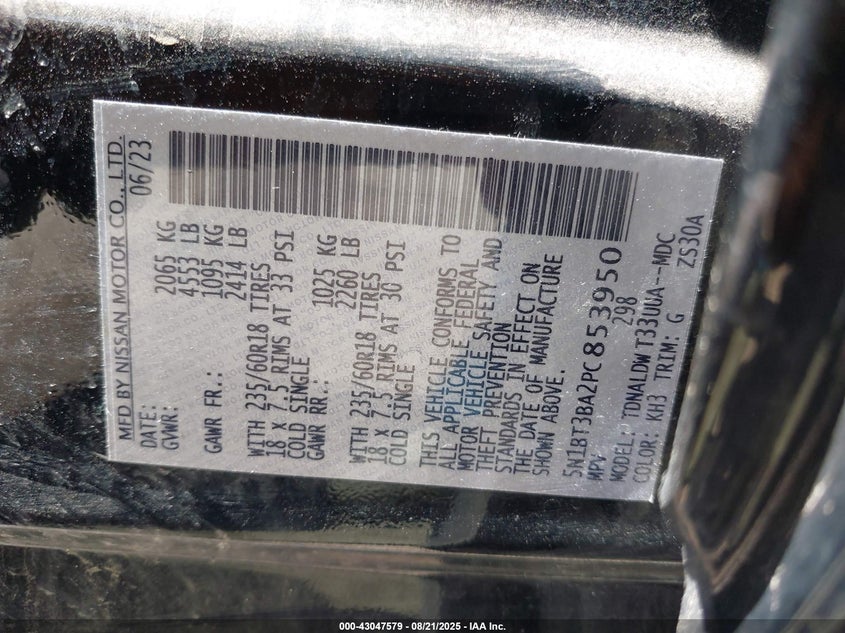 MFD BY NISSAN MOTOR CO., LTD.
DATE: 06/23
GVWR: 2065 KG
4553 LB
GAWR FR.: 1095 KG
2414 LB
WITH 235/60R18 TIRES
18 X 7.5 RIMS AT 33 PSI
COLD SINGLE
GAWR RR.: 1025 KG
2260 LB
WITH 235/60R18 TIRES
18 X 7.5 RIMS AT 30 PSI
COLD SINGLE
THIS VEHICLE CONFORMS TO
ALL APPLICABLE FEDERAL
MOTOR VEHICLE SAFETY AND
THEFT PREVENTION
STANDARDS IN EFFECT ON
THE DATE OF MANUFACTURE
SHOWN ABOVE.
5N1BT3BA2PC853950
MPV 298
MODEL: TDNALDWT33UUA--MDC
COLOR: KH3 TRIM: G ZS30A
000-43047579 - 08/21/2025 - IAA Inc.